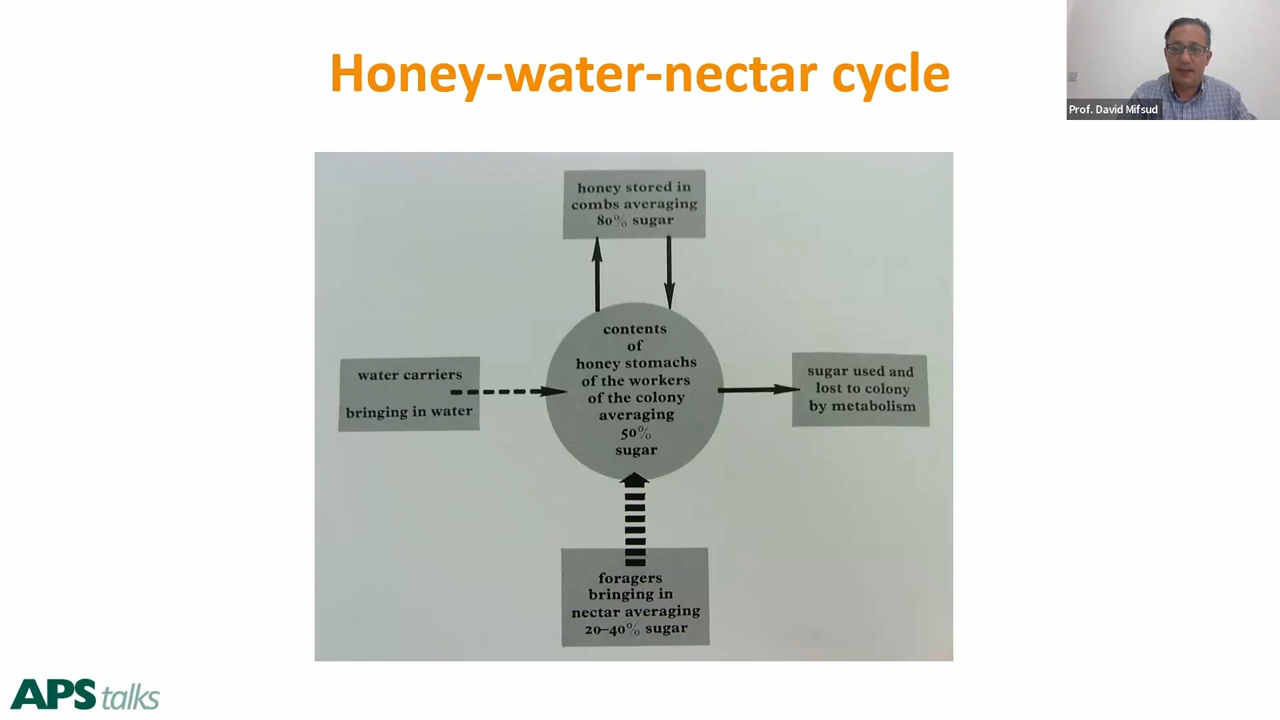 Honey-water-nectar cycle
Prof. David Mifsud
honey stored in
combs averaging
80% sugar
contents
of
honey stomachs
of the workers
of the colony
averaging
50%
sugar
water carriers
bringing in water
sugar used and
lost to colony
by metabolism
foragers
bringing in
nectar averaging
20–40% sugar
APS talks